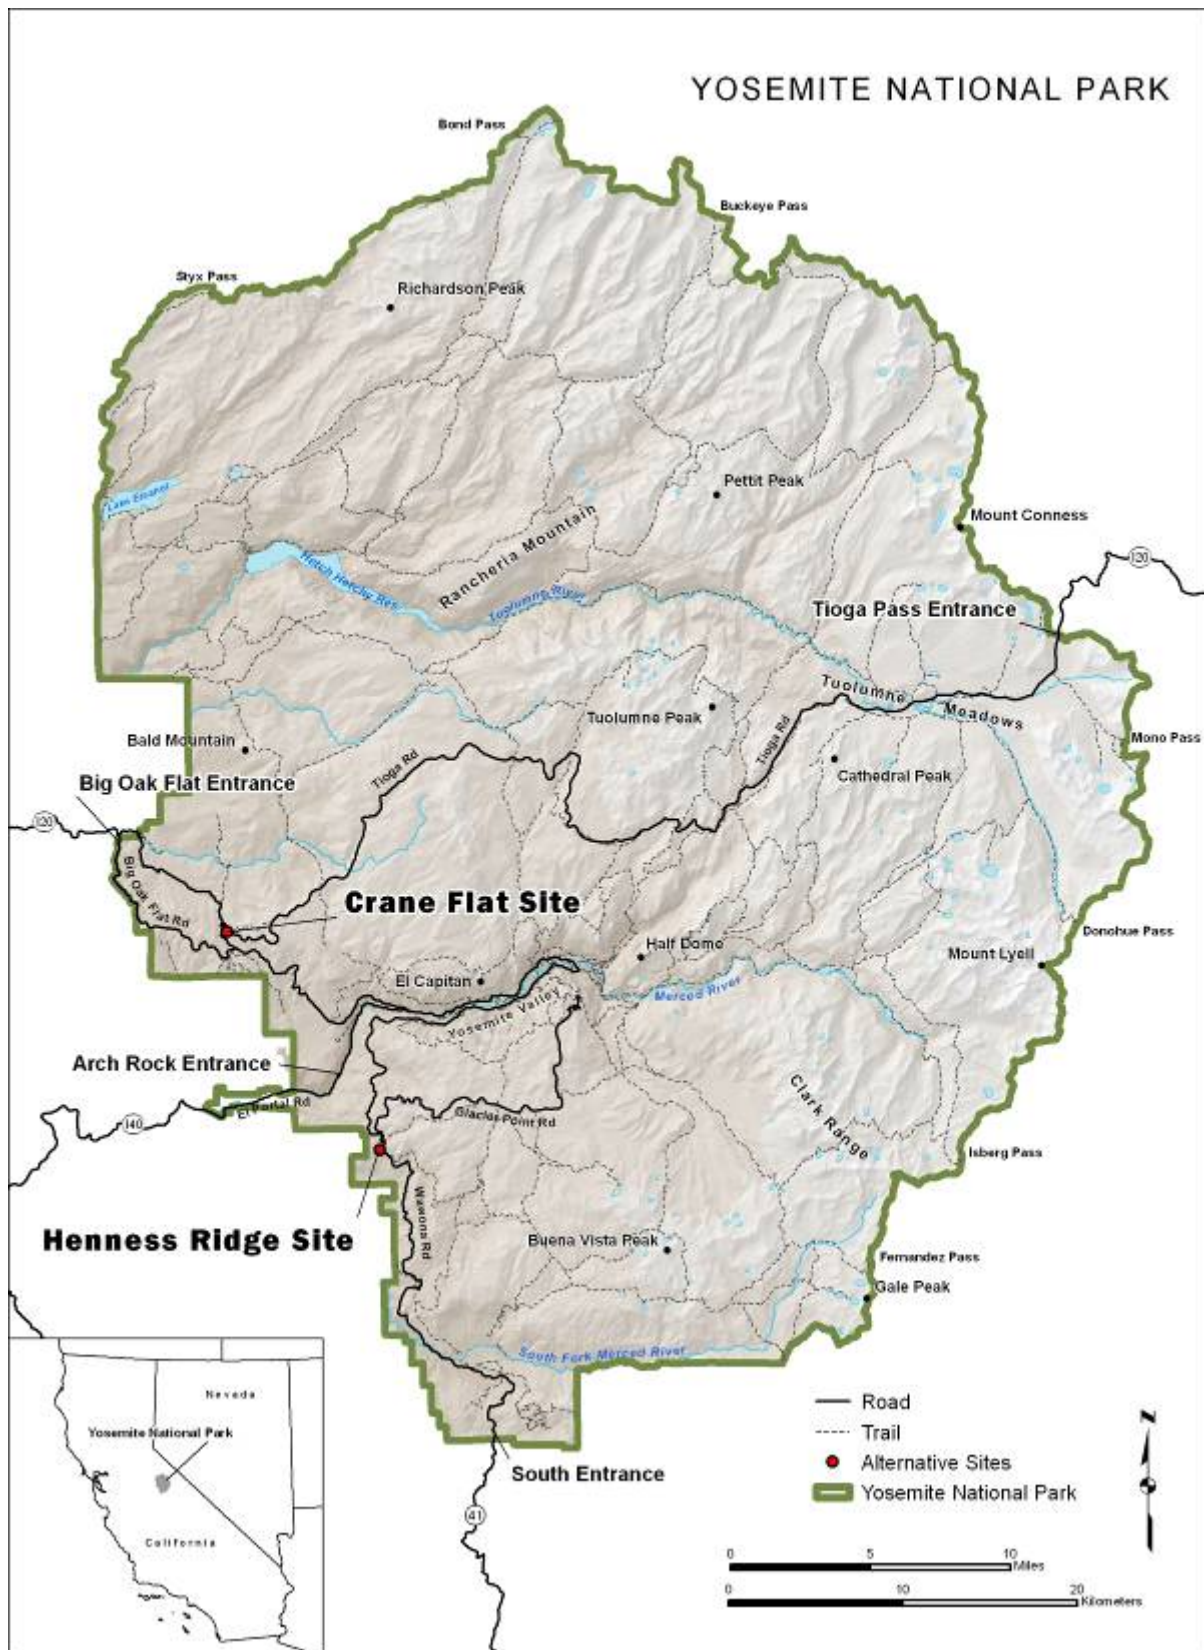 YOSEMITE NATIONAL PARK
Bond Pass
Buckeye Pass
Styx Pass
Richardson Peak
Pettit Peak
Lake Eleanor
Mount Conness
Rancheria Mountain
120
Hetch Hetchy Res
Tuolumne River
Tioga Pass Entrance
Tuolumne Meadows
Tuolumne Peak
Tioga Rd
Mono Pass
Bald Mountain
Tioga Rd
Cathedral Peak
Big Oak Flat Entrance
120
Big Oak Flat Rd
Crane Flat Site
Half Dome
Donohue Pass
Mount Lyell
El Capitan
Merced River
Yosemite Valley
Arch Rock Entrance
Clark Range
El Portal Rd
140
Glacier Point Rd
Isberg Pass
Wawona Rd
Henness Ridge Site
Buena Vista Peak
Fernandez Pass
Gale Peak
South Fork Merced River
Nevada
Yosemite National Park
California
South Entrance
41
Road
Trail
Alternative Sites
Yosemite National Park
N
0 5 10
Miles
0 10 20
Kilometers